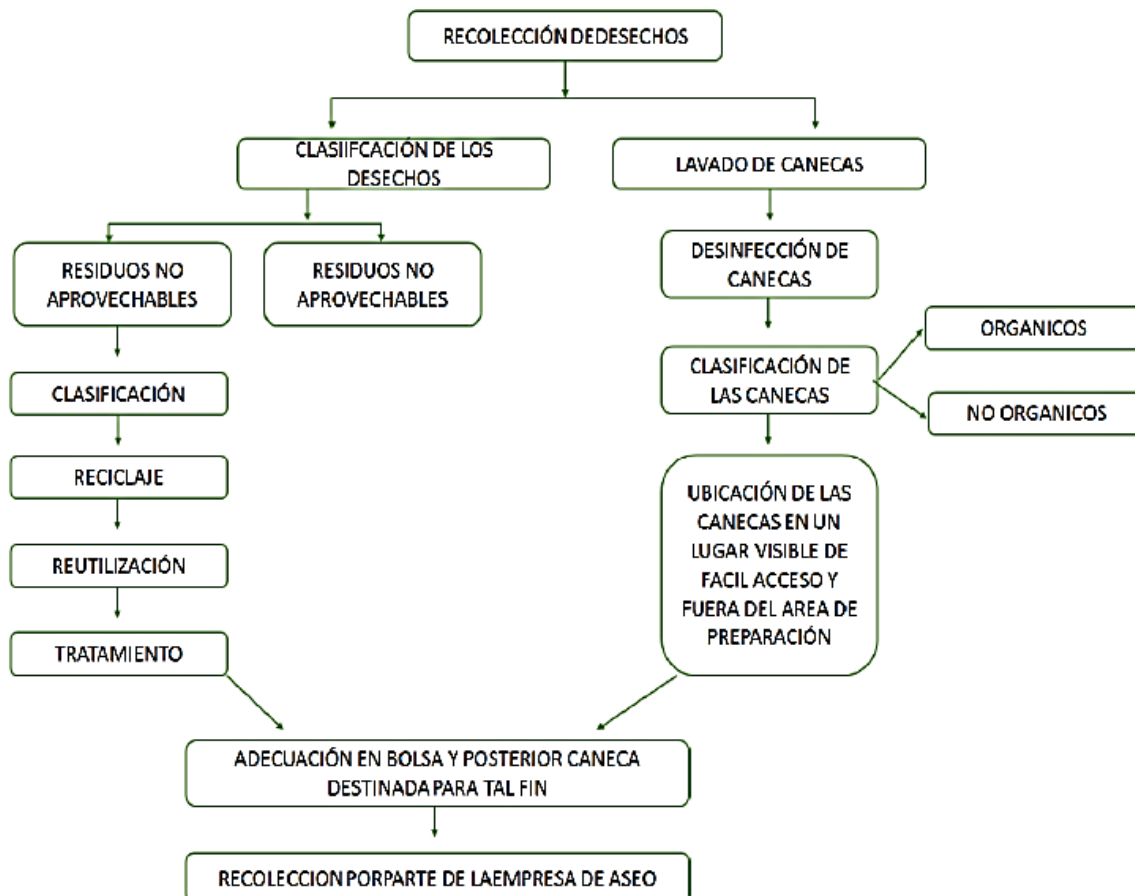 RECOLECCIÓN DEDESECHOS
CLASIIFCACIÓN DE LOS
DESECHOS
LAVADO DE CANECAS
RESIDUOS NO
APROVECHABLES
RESIDUOS NO
APROVECHABLES
DESINFECCIÓN DE
CANECAS
ORGANICOS
CLASIFICACIÓN
CLASIFICACIÓN DE
LAS CANECAS
NO ORGANICOS
RECICLAJE
REUTILIZACIÓN
TRATAMIENTO
UBICACIÓN DE LAS
CANECAS EN UN
LUGAR VISIBLE DE
FACIL ACCESO Y
FUERA DEL AREA DE
PREPARACIÓN
ADECUACIÓN EN BOLSA Y POSTERIOR CANECA
DESTINADA PARA TAL FIN
RECOLECCION PORPARTE DE LAEMPRESA DE ASEO